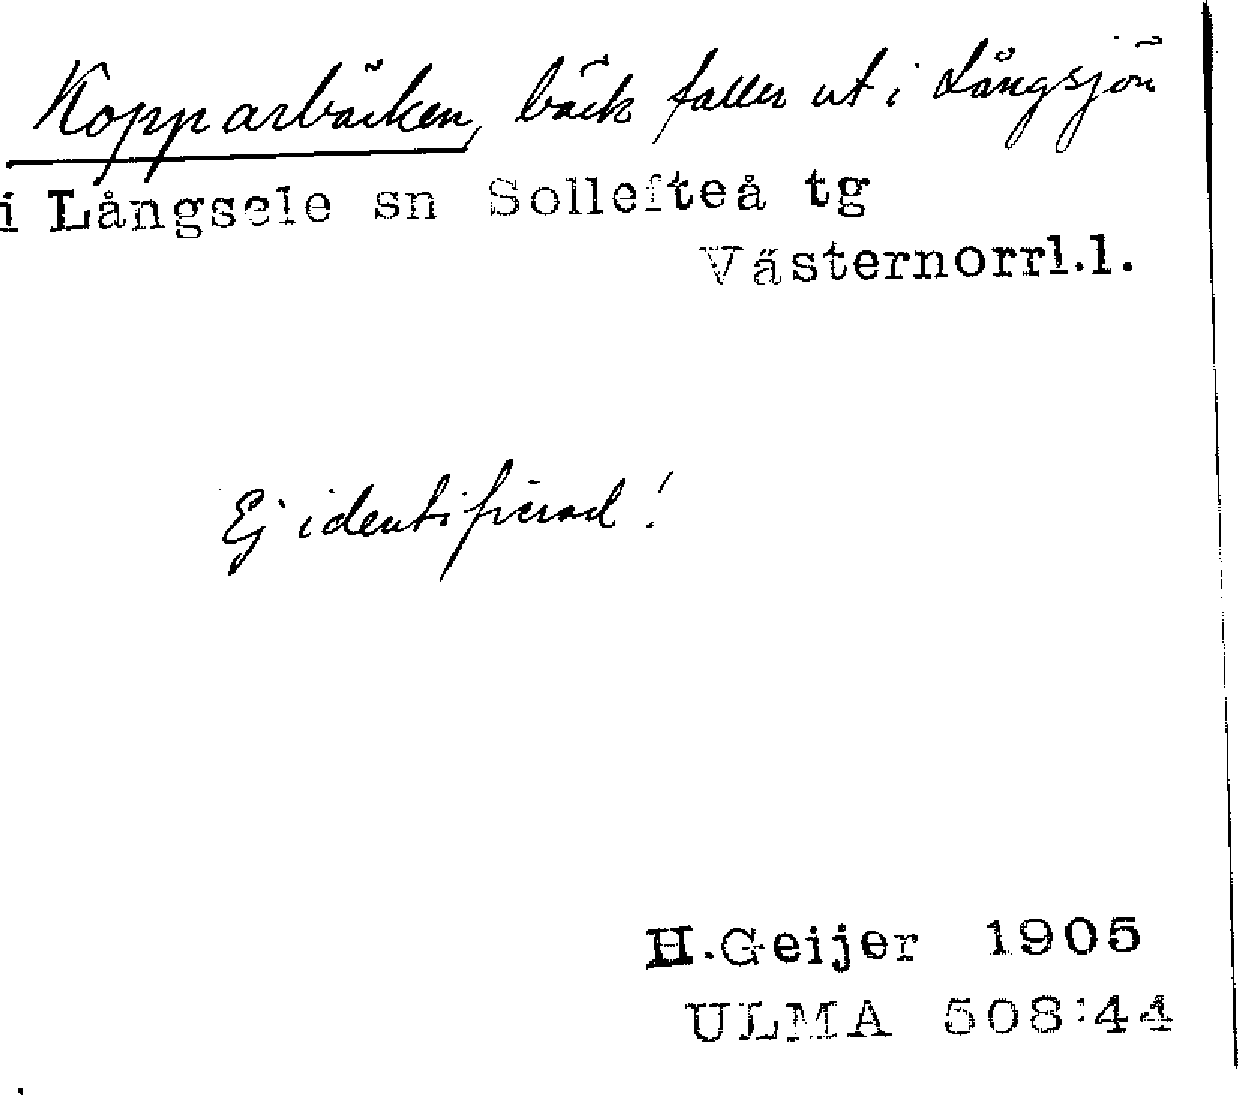 Kopparbäcken, bäck faller ut i Långsjön
i Långsele sn Sollefteå tg
Västernorrl.l.
Ej identifierad!
H.Geijer 1905
ULMA 508:44